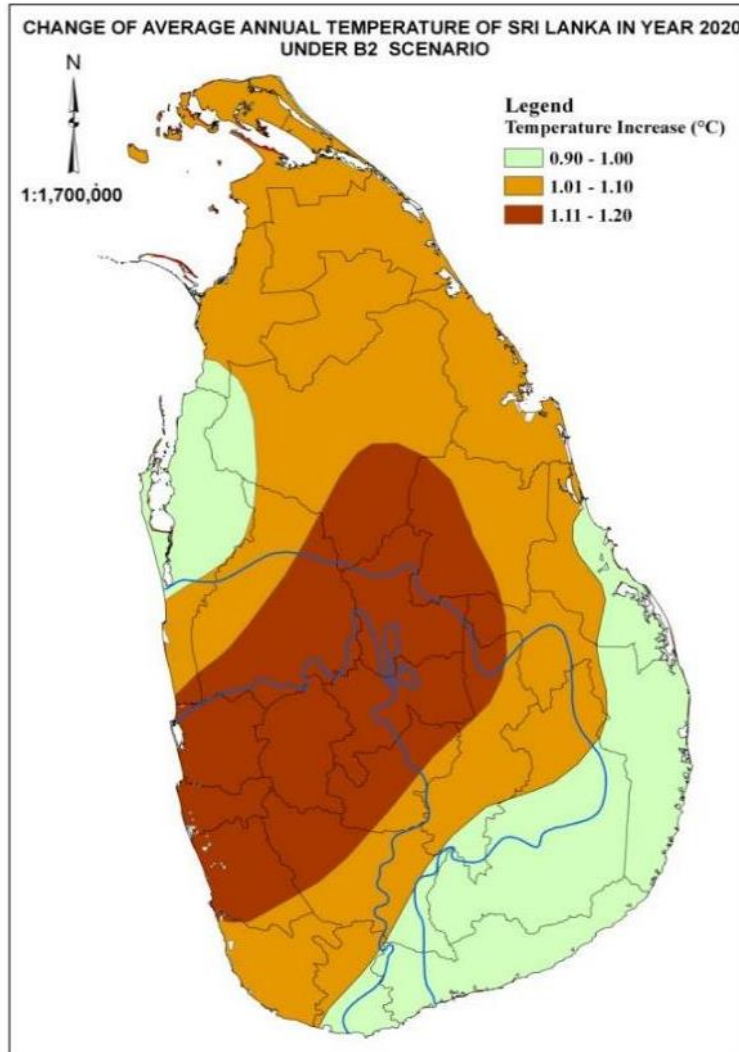 CHANGE OF AVERAGE ANNUAL TEMPERATURE OF SRI LANKA IN YEAR 2020
UNDER B2 SCENARIO
N
1:1,700,000
Legend
Temperature Increase (°C)
0.90 - 1.00
1.01 - 1.10
1.11 - 1.20